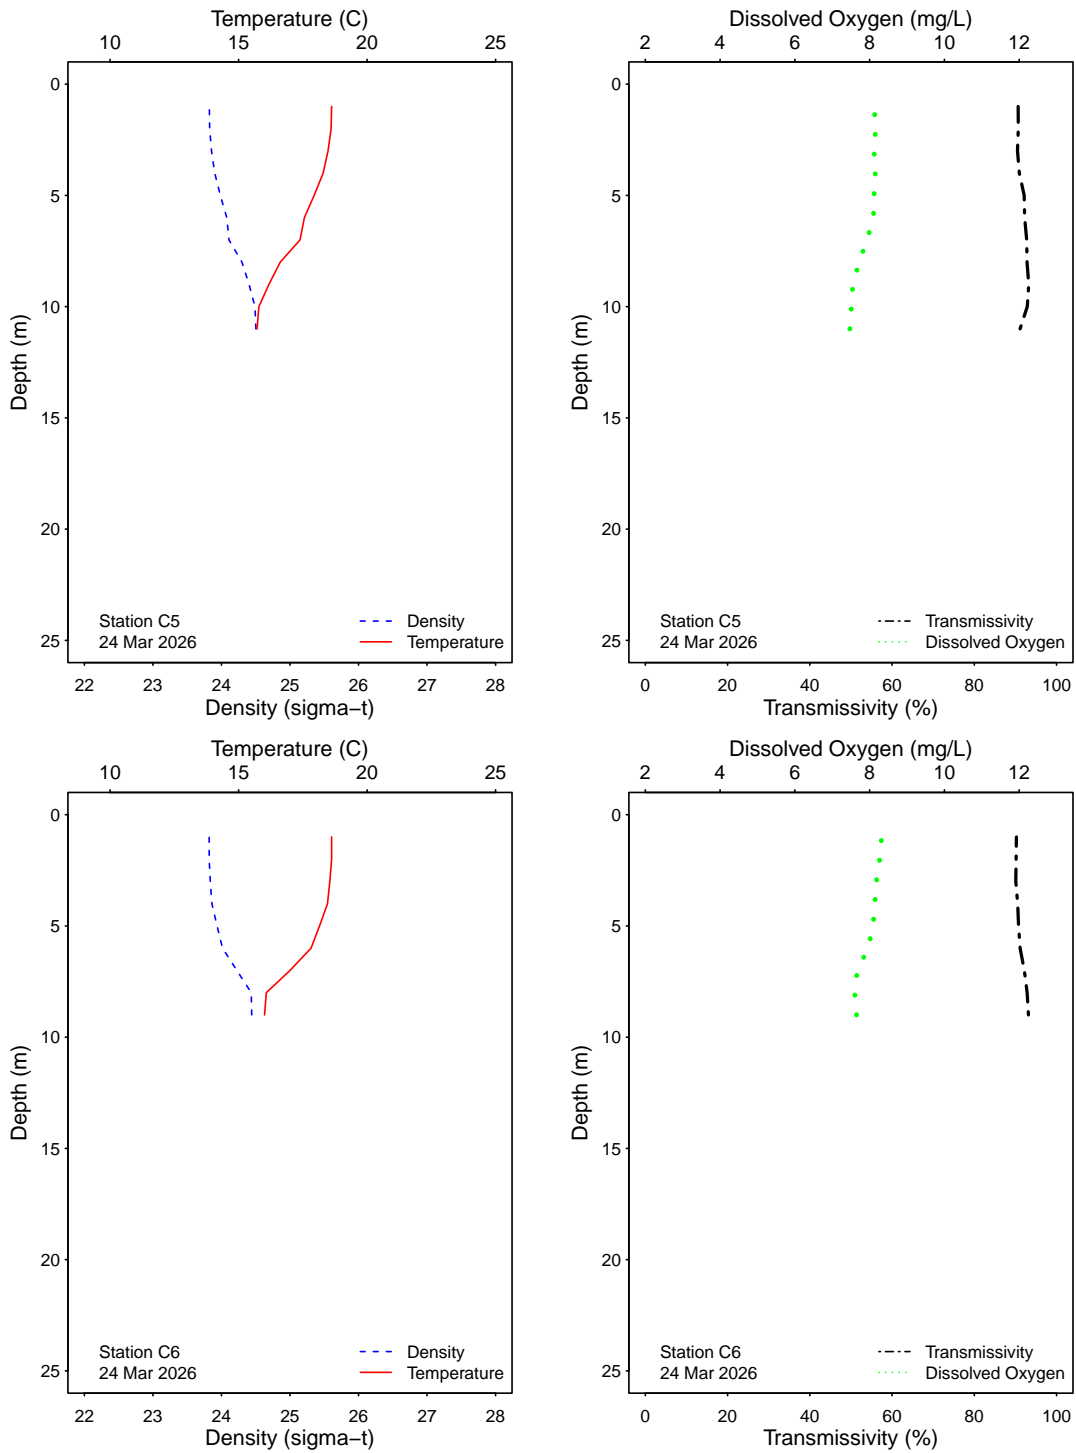 Temperature (C)
10 15 20 25
0
5
10
15
20
25
Depth (m)
Station C5
24 Mar 2026
Density
Temperature
22 23 24 25 26 27 28
Density (sigma−t)
Dissolved Oxygen (mg/L)
2 4 6 8 10 12
0
5
10
15
20
25
Depth (m)
Station C5
24 Mar 2026
Transmissivity
Dissolved Oxygen
0 20 40 60 80 100
Transmissivity (%)
Temperature (C)
10 15 20 25
0
5
10
15
20
25
Depth (m)
Station C6
24 Mar 2026
Density
Temperature
22 23 24 25 26 27 28
Density (sigma−t)
Dissolved Oxygen (mg/L)
2 4 6 8 10 12
0
5
10
15
20
25
Depth (m)
Station C6
24 Mar 2026
Transmissivity
Dissolved Oxygen
0 20 40 60 80 100
Transmissivity (%)